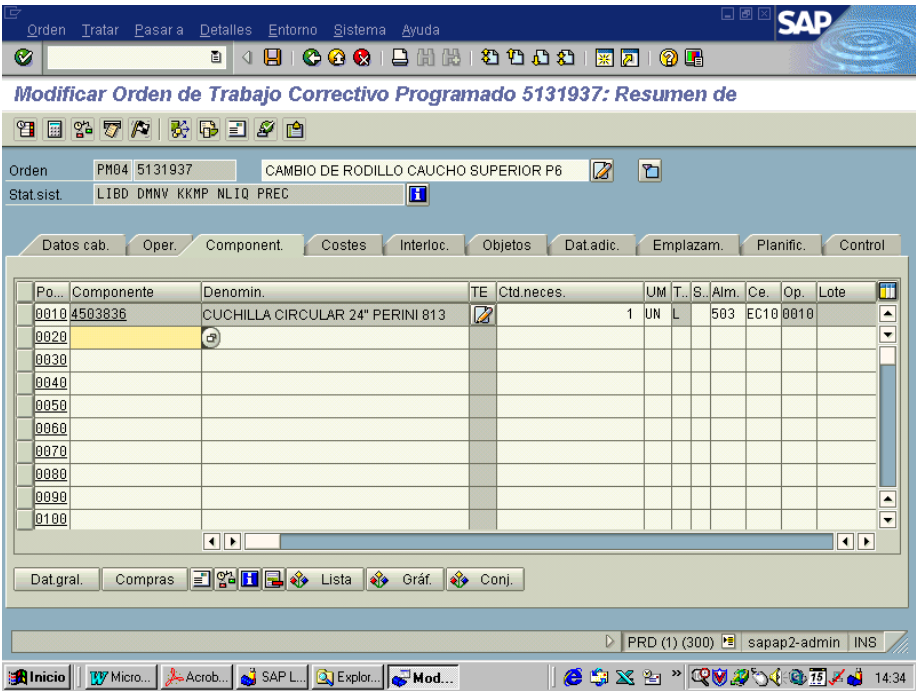 Orden Tratar Pasar a Detalles Entorno Sistema Ayuda
SAP
Modificar Orden de Trabajo Correctivo Programado 5131937: Resumen de
Orden PM04 5131937 CAMBIO DE RODILLO CAUCHO SUPERIOR P6
Stat.sist. LIBD DMNV KKMP NLIQ PREC
Datos cab. Oper. Component. Costes Interloc. Objetos Dat.adic. Emplazam. Planific. Control
Po... Componente Denomin. TE Ctd.neces. UM T.. S.. Alm. Ce. Op. Lote
0010 4503836 CUCHILLA CIRCULAR 24" PERINI 813 1 UN L 503 EC10 0010
0020
0030
0040
0050
0060
0070
0080
0090
0100
Dat.gral. Compras Lista Gráf. Conj.
PRD (1) (300) sapap2-admin INS
Inicio Micro... Acrob... SAP L... Explor... Mod... » 15 14:34